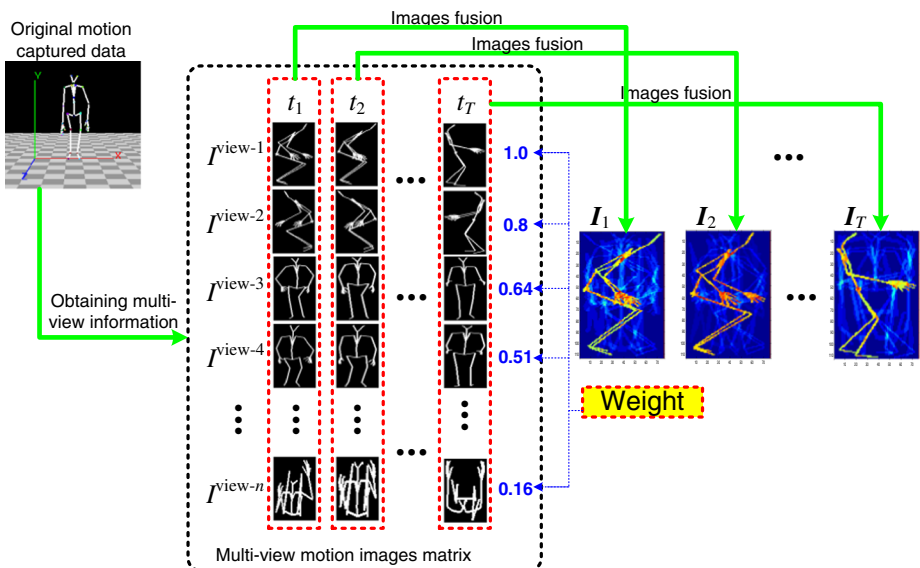 Original motion
captured data
Y
X
Images fusion
Images fusion
Images fusion
t1 t2 tT
I^view-1
I^view-2
I^view-3
I^view-4
I^view-n
1.0
0.8
0.64
0.51
0.16
Obtaining multi-
view information
I1 I2 IT
Weight
Multi-view motion images matrix